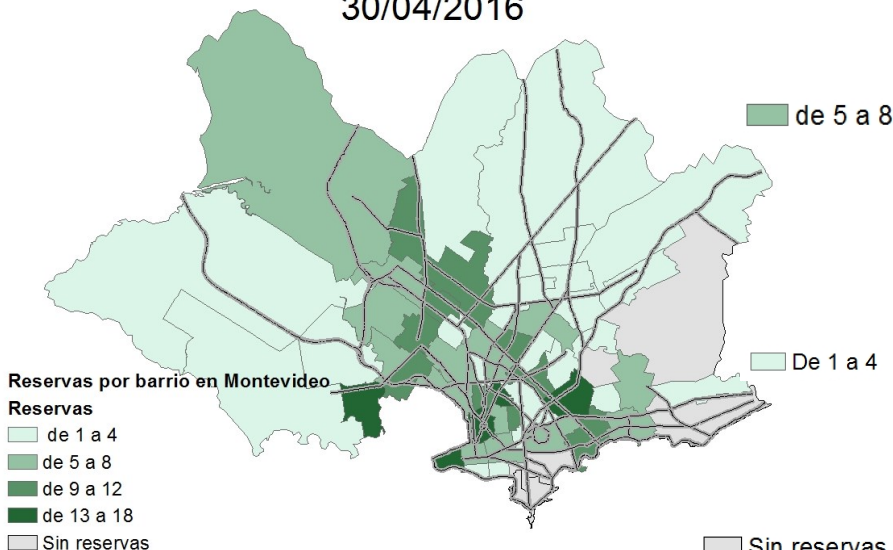 30/04/2016
de 5 a 8
De 1 a 4
Reservas por barrio en Montevideo
Reservas
de 1 a 4
de 5 a 8
de 9 a 12
de 13 a 18
Sin reservas
Sin reservas